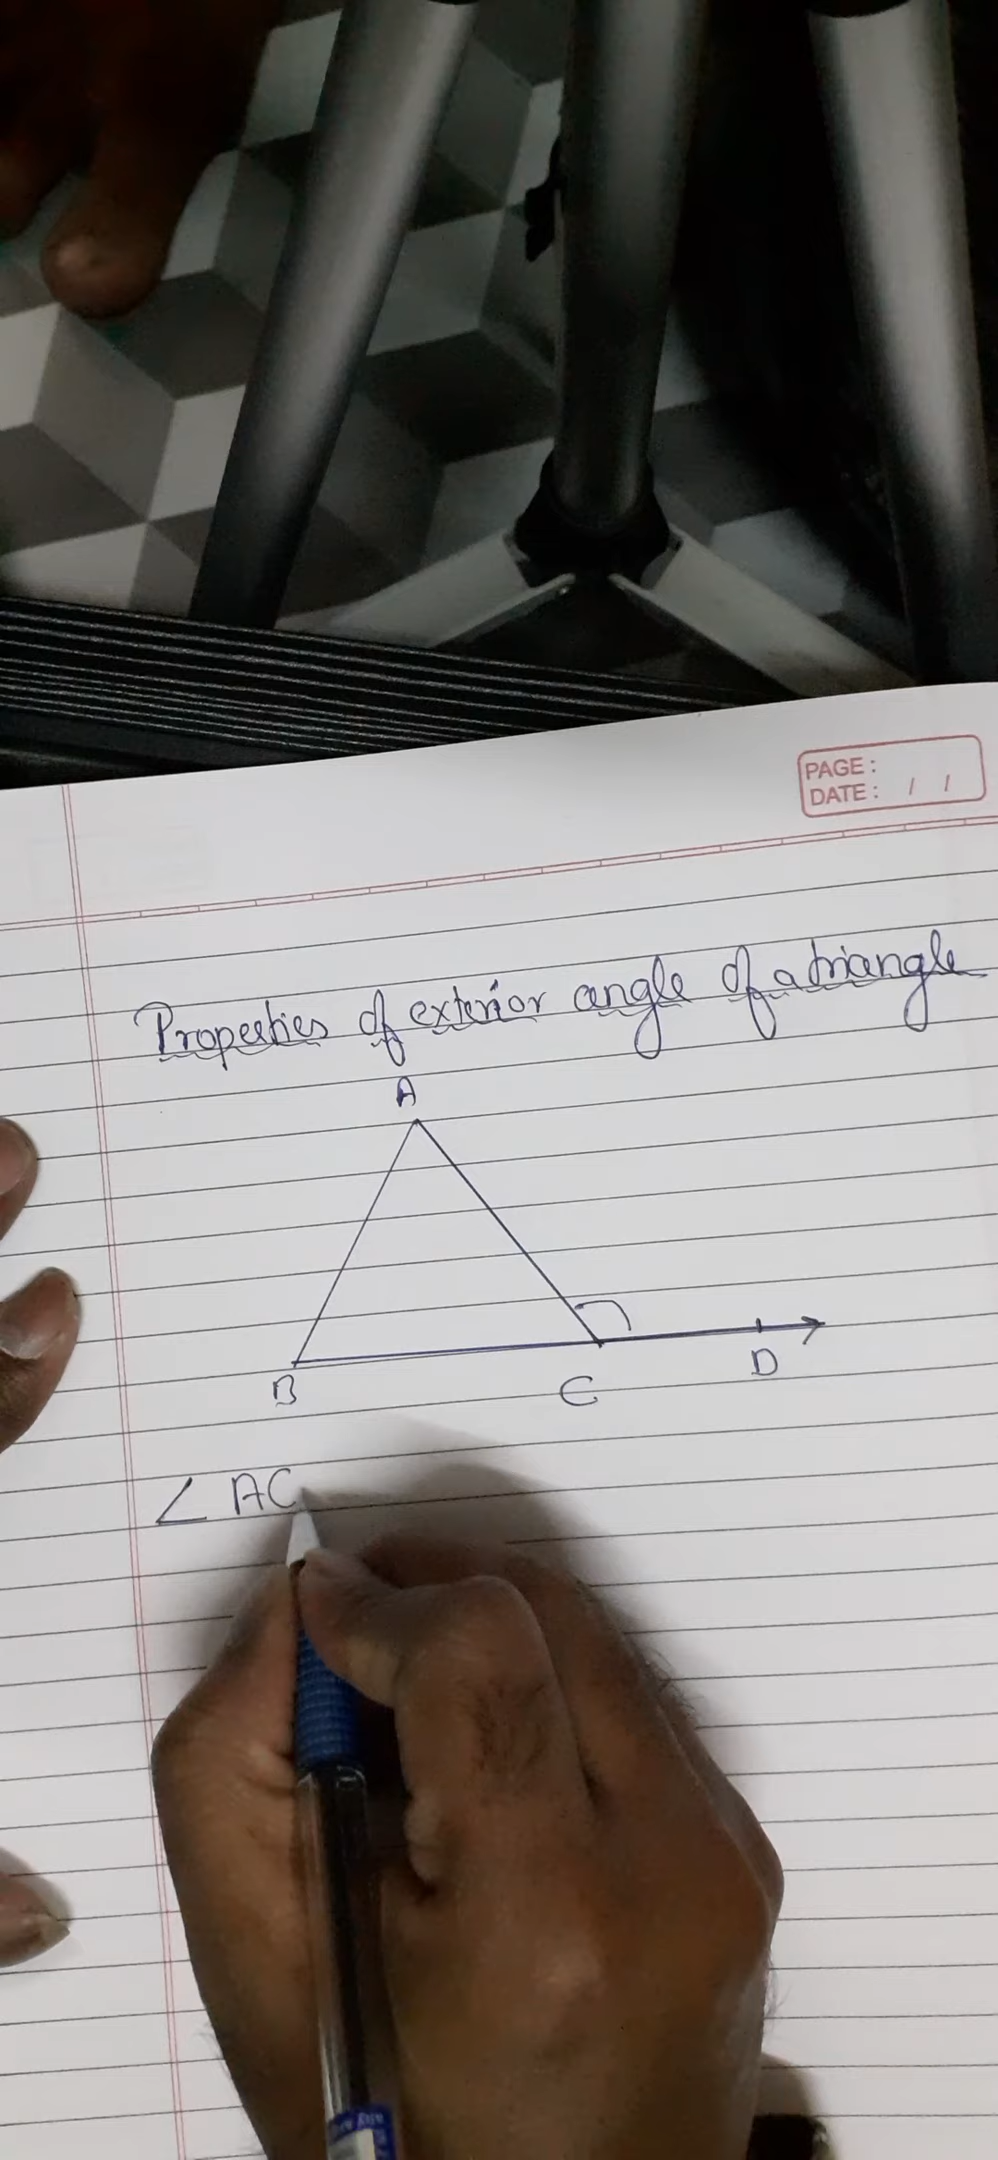 PAGE:
DATE: / /
Properties of exterior angle of a triangle
A
B
C
D
∠ AC